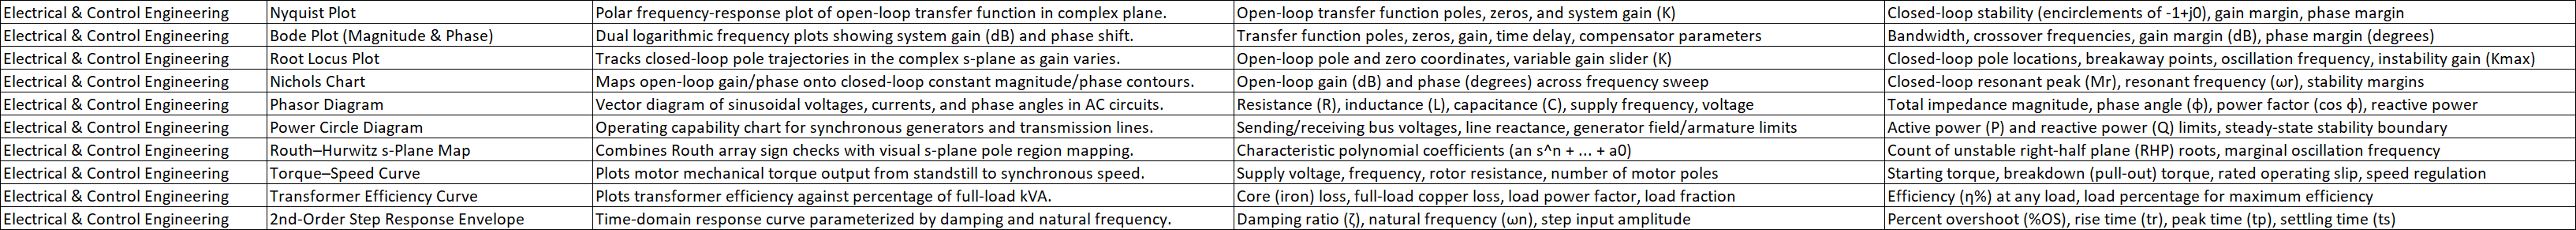 Electrical & Control Engineering Nyquist Plot Polar frequency-response plot of open-loop transfer function in complex plane. Open-loop transfer function poles, zeros, and system gain (K) Closed-loop stability (encirclements of -1+j0), gain margin, phase margin
Electrical & Control Engineering Bode Plot (Magnitude & Phase) Dual logarithmic frequency plots showing system gain (dB) and phase shift. Transfer function poles, zeros, gain, time delay, compensator parameters Bandwidth, crossover frequencies, gain margin (dB), phase margin (degrees)
Electrical & Control Engineering Root Locus Plot Tracks closed-loop pole trajectories in the complex s-plane as gain varies. Open-loop pole and zero coordinates, variable gain slider (K) Closed-loop pole locations, breakaway points, oscillation frequency, instability gain (Kmax)
Electrical & Control Engineering Nichols Chart Maps open-loop gain/phase onto closed-loop constant magnitude/phase contours. Open-loop gain (dB) and phase (degrees) across frequency sweep Closed-loop resonant peak (Mr), resonant frequency (ωr), stability margins
Electrical & Control Engineering Phasor Diagram Vector diagram of sinusoidal voltages, currents, and phase angles in AC circuits. Resistance (R), inductance (L), capacitance (C), supply frequency, voltage Total impedance magnitude, phase angle (ϕ), power factor (cos ϕ), reactive power
Electrical & Control Engineering Power Circle Diagram Operating capability chart for synchronous generators and transmission lines. Sending/receiving bus voltages, line reactance, generator field/armature limits Active power (P) and reactive power (Q) limits, steady-state stability boundary
Electrical & Control Engineering Routh–Hurwitz s-Plane Map Combines Routh array sign checks with visual s-plane pole region mapping. Characteristic polynomial coefficients (an s^n + ... + a0) Count of unstable right-half plane (RHP) roots, marginal oscillation frequency
Electrical & Control Engineering Torque–Speed Curve Plots motor mechanical torque output from standstill to synchronous speed. Supply voltage, frequency, rotor resistance, number of motor poles Starting torque, breakdown (pull-out) torque, rated operating slip, speed regulation
Electrical & Control Engineering Transformer Efficiency Curve Plots transformer efficiency against percentage of full-load kVA. Core (iron) loss, full-load copper loss, load power factor, load fraction Efficiency (η%) at any load, load percentage for maximum efficiency
Electrical & Control Engineering 2nd-Order Step Response Envelope Time-domain response curve parameterized by damping and natural frequency. Damping ratio (ζ), natural frequency (ωn), step input amplitude Percent overshoot (%OS), rise time (tr), peak time (tp), settling time (ts)